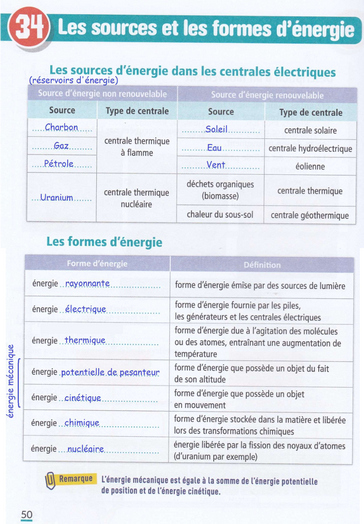 34 Les sources et les formes d'énergie
Les sources d'énergie dans les centrales électriques
(réservoirs d'énergie)
Source d'énergie non renouvelable
Source d'énergie renouvelable
Source
Type de centrale
Source
Type de centrale
.....Charbon.....
.......Gaz........
....Pétrole.....
centrale thermique
à flamme
...Uranium.......
centrale thermique
nucléaire
........Soleil............
centrale solaire
.........Eau.............
centrale hydroélectrique
.........Vent............
éolienne
déchets organiques
(biomasse)
centrale thermique
chaleur du sous-sol
centrale géothermique
Les formes d'énergie
Forme d'énergie
Définition
énergie ..rayonnante................
forme d'énergie émise par des sources de lumière
énergie ..électrique................
forme d'énergie fournie par les piles,
les générateurs et les centrales électriques
énergie ..thermique................
forme d'énergie due à l'agitation des molécules
ou des atomes, entraînant une augmentation de
température
énergie mécanique
énergie potentielle de pesanteur
forme d'énergie que possède un objet du fait
de son altitude
énergie ..cinétique.................
forme d'énergie que possède un objet
en mouvement
énergie ..chimique..................
forme d'énergie stockée dans la matière et libérée
lors des transformations chimiques
énergie ...nucléaire................
énergie libérée par la fission des noyaux d'atomes
(d'uranium par exemple)
Remarque L'énergie mécanique est égale à la somme de l'énergie potentielle
de position et de l'énergie cinétique.
50